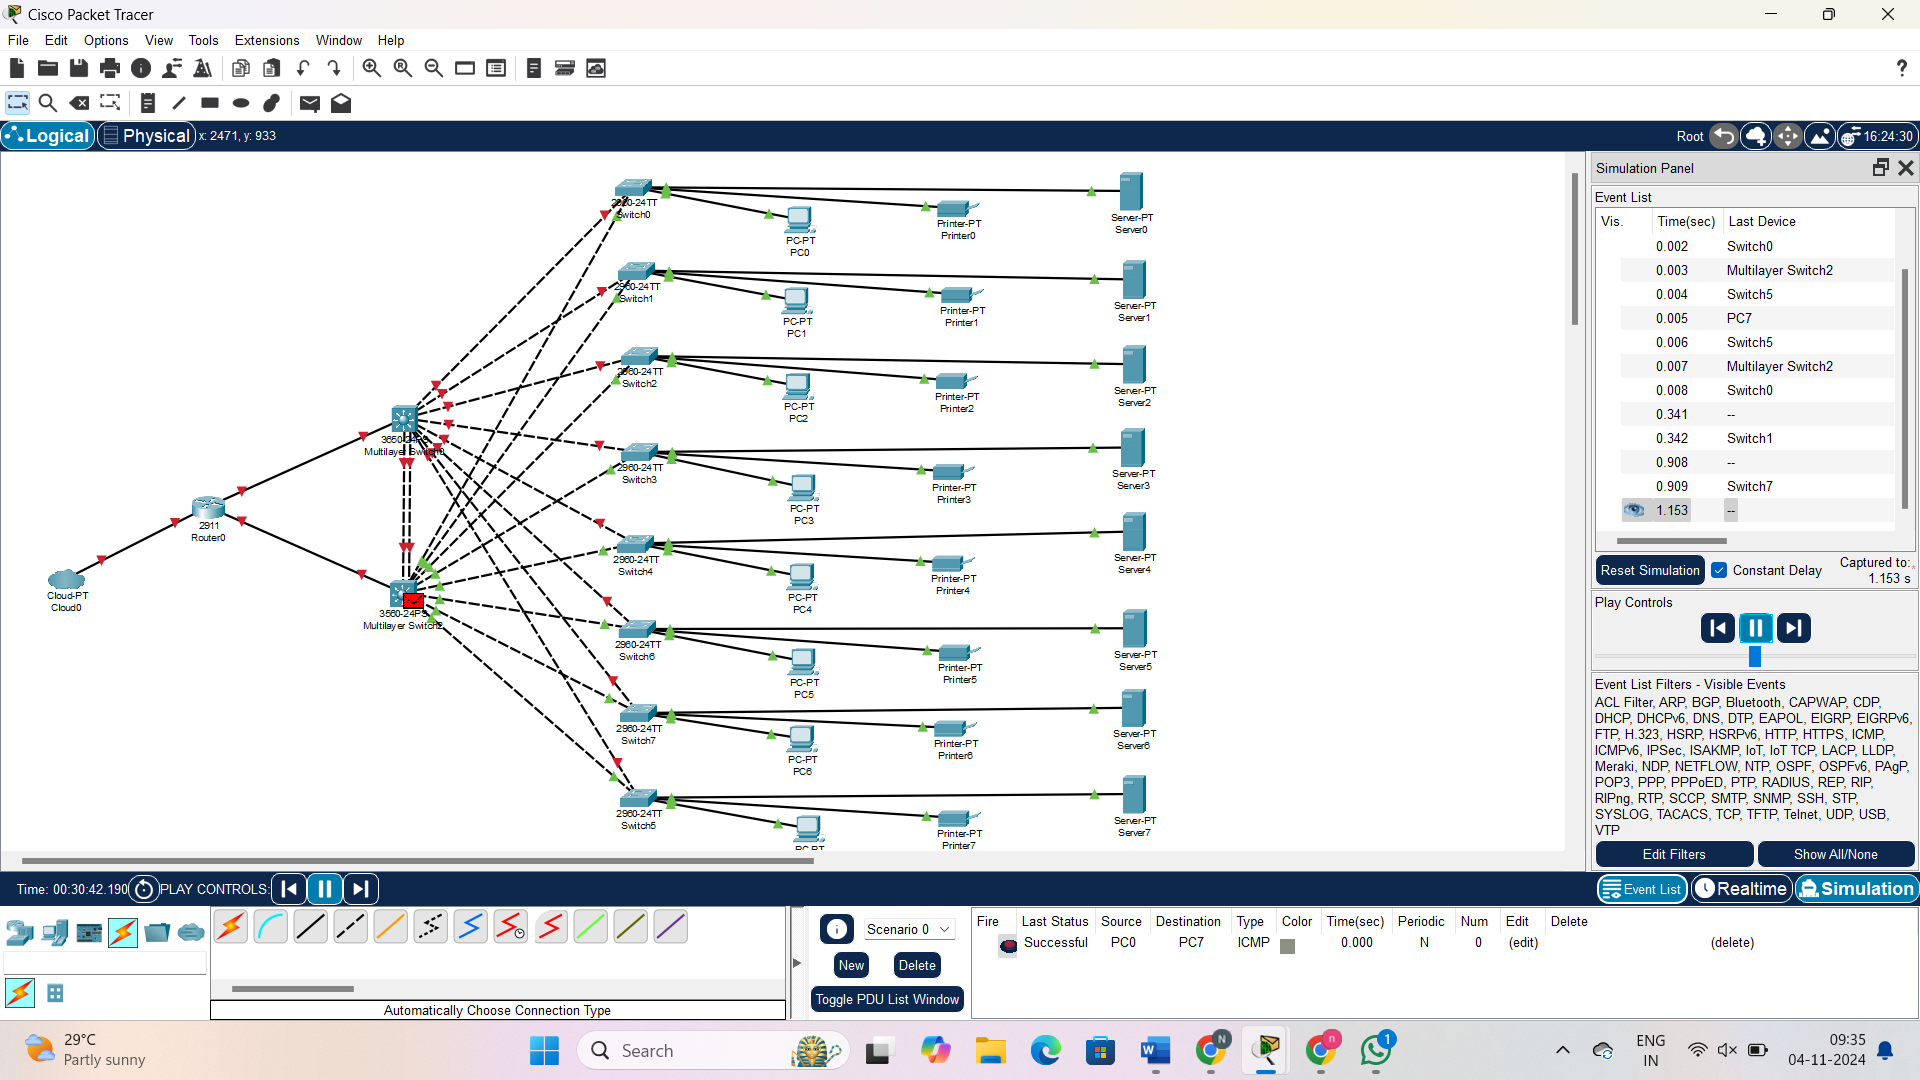 Cisco Packet Tracer
File Edit Options View Tools Extensions Window Help
?
Logical Physical x: 2471, y: 933 Root 16:24:30
Simulation Panel
Event List
Vis. Time(sec) Last Device
0.002 Switch0
0.003 Multilayer Switch2
0.004 Switch5
0.005 PC7
0.006 Switch5
0.007 Multilayer Switch2
0.008 Switch0
0.341 --
0.342 Switch1
0.908 --
0.909 Switch7
1.153 --
Reset Simulation Constant Delay Captured to:
1.153 s
Play Controls
Event List Filters - Visible Events
ACL Filter, ARP, BGP, Bluetooth, CAPWAP, CDP,
DHCP, DHCPv6, DNS, DTP, EAPOL, EIGRP, EIGRPv6,
FTP, H.323, HSRP, HSRPv6, HTTP, HTTPS, ICMP,
ICMPv6, IPSec, ISAKMP, IoT, IoT TCP, LACP, LLDP,
Meraki, NDP, NETFLOW, NTP, OSPF, OSPFv6, PAgP,
POP3, PPP, PPPoED, PTP, RADIUS, REP, RIP,
RIPng, RTP, SCCP, SMTP, SNMP, SSH, STP,
SYSLOG, TACACS, TCP, TFTP, Telnet, UDP, USB,
VTP
Edit Filters Show All/None
Event List Realtime Simulation
2960-24TT
Switch0
PC-PT
PC0
Printer-PT
Printer0
Server-PT
Server0
2960-24TT
Switch1
PC-PT
PC1
Printer-PT
Printer1
Server-PT
Server1
2960-24TT
Switch2
PC-PT
PC2
Printer-PT
Printer2
Server-PT
Server2
3650-24PS
Multilayer Switch0
2960-24TT
Switch3
PC-PT
PC3
Printer-PT
Printer3
Server-PT
Server3
2911
Router0
2960-24TT
Switch4
PC-PT
PC4
Printer-PT
Printer4
Server-PT
Server4
Cloud-PT
Cloud0
3560-24PS
Multilayer Switch2
2960-24TT
Switch6
PC-PT
PC5
Printer-PT
Printer5
Server-PT
Server5
2960-24TT
Switch7
PC-PT
PC6
Printer-PT
Printer6
Server-PT
Server6
2960-24TT
Switch5
PC-PT
Printer-PT
Printer7
Server-PT
Server7
Time: 00:30:42.190 PLAY CONTROLS:
Automatically Choose Connection Type
Scenario 0
New Delete
Toggle PDU List Window
Fire Last Status Source Destination Type Color Time(sec) Periodic Num Edit Delete
Successful PC0 PC7 ICMP 0.000 N 0 (edit) (delete)
29°C
Partly sunny
Search
N
n
1
ENG
IN
09:35
04-11-2024